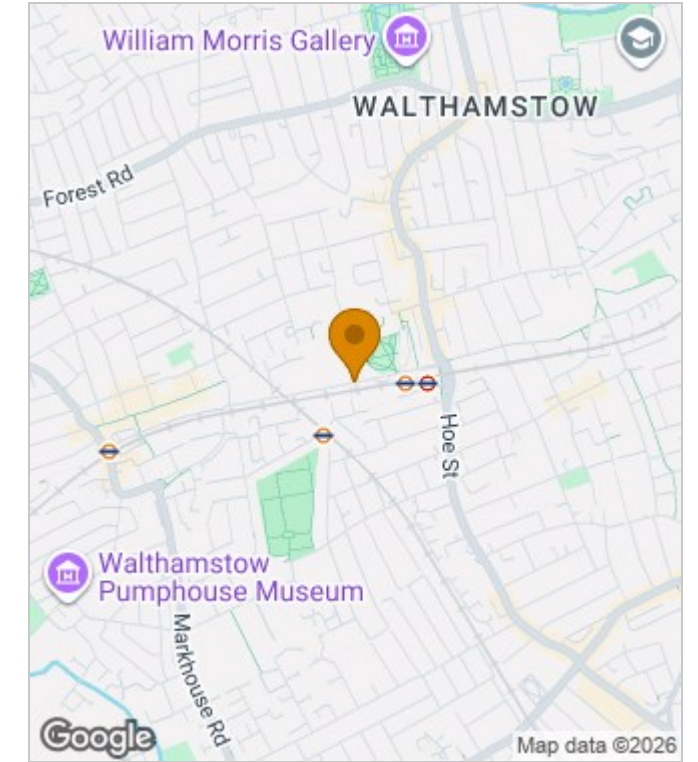 William Morris Gallery
WALTHAMSTOW
Forest Rd
Hoe St
Walthamstow
Pumphouse Museum
Markhouse Rd
Google
Map data ©2026